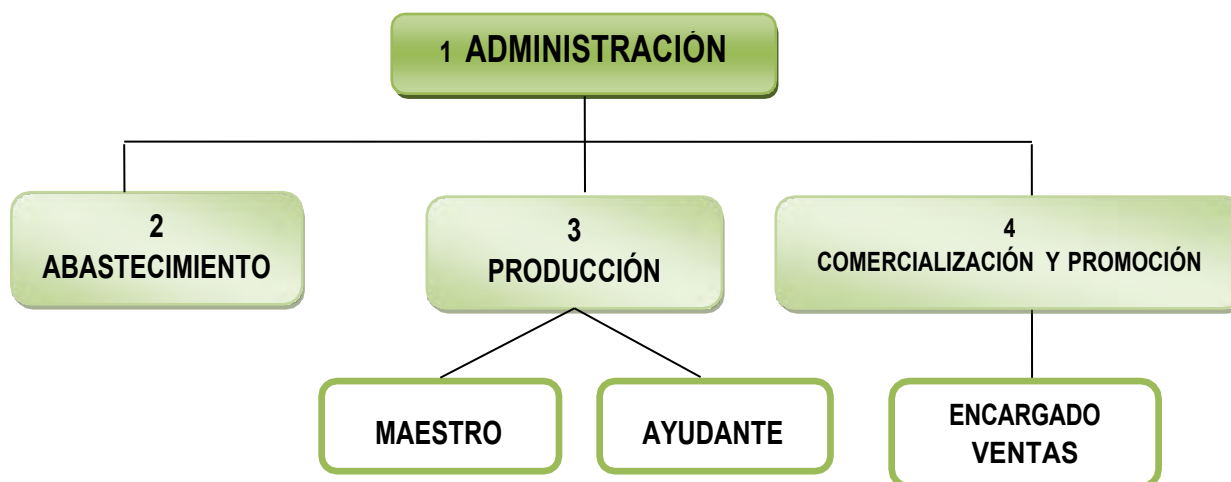 1 ADMINISTRACIÓN
2
ABASTECIMIENTO
3
PRODUCCIÓN
4
COMERCIALIZACIÓN Y PROMOCIÓN
MAESTRO
AYUDANTE
ENCARGADO
VENTAS